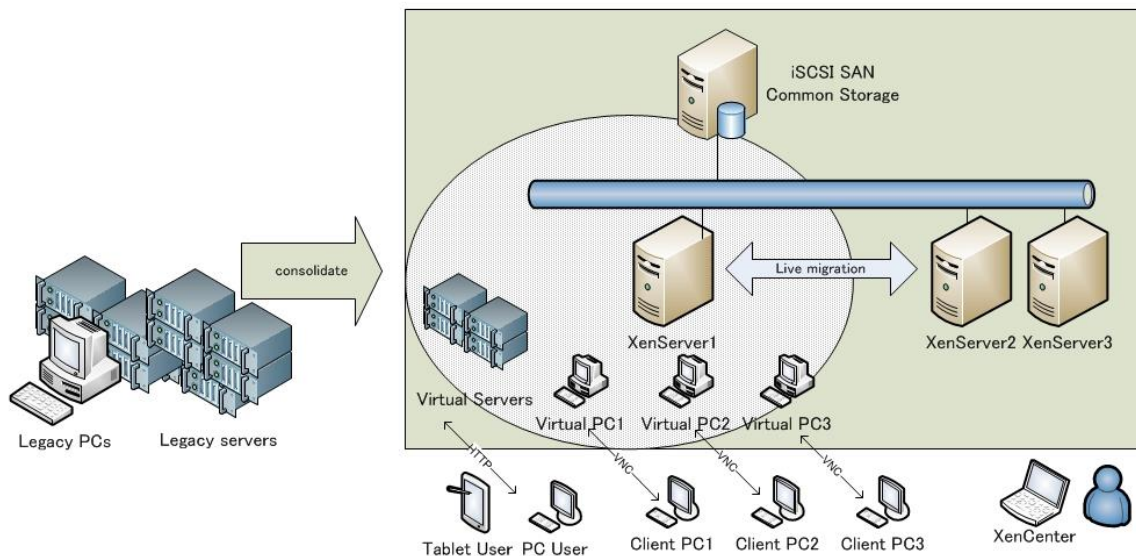 iSCSI SAN
Common Storage
consolidate
Live migration
XenServer1
XenServer2
XenServer3
Virtual Servers
Virtual PC1
Virtual PC2
Virtual PC3
Legacy PCs
Legacy servers
HTTP
VNC
VNC
VNC
Tablet User
PC User
Client PC1
Client PC2
Client PC3
XenCenter